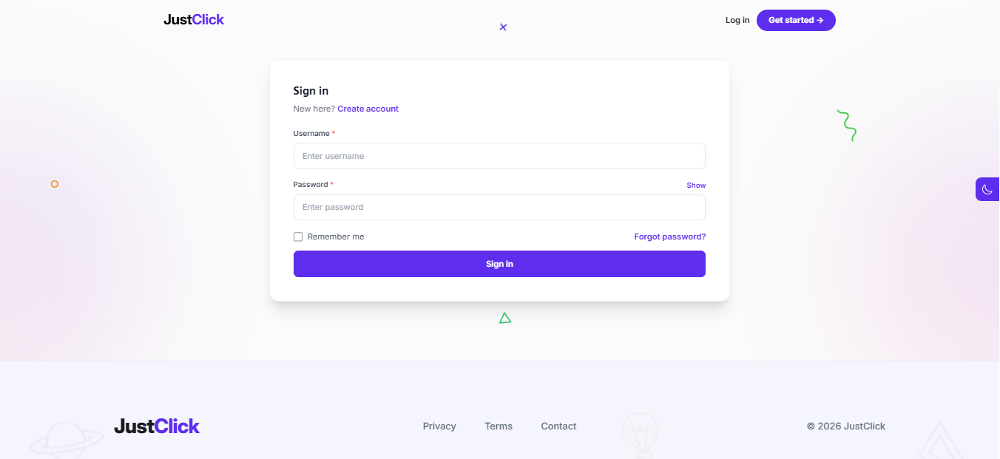 JustClick
Log in
Get started →
Sign in
New here? Create account
Username *
Enter username
Password *
Show
Enter password
Remember me
Forgot password?
Sign in
JustClick
Privacy
Terms
Contact
© 2026 JustClick